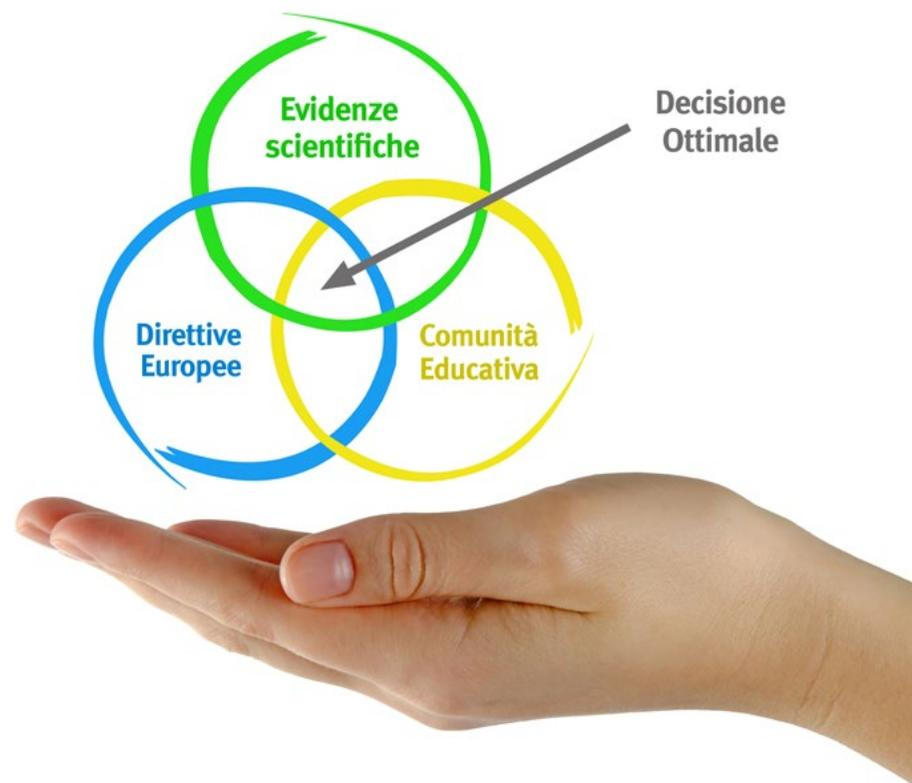 Evidenze
scientifiche
Decisione
Ottimale
Direttive
Europee
Comunità
Educativa